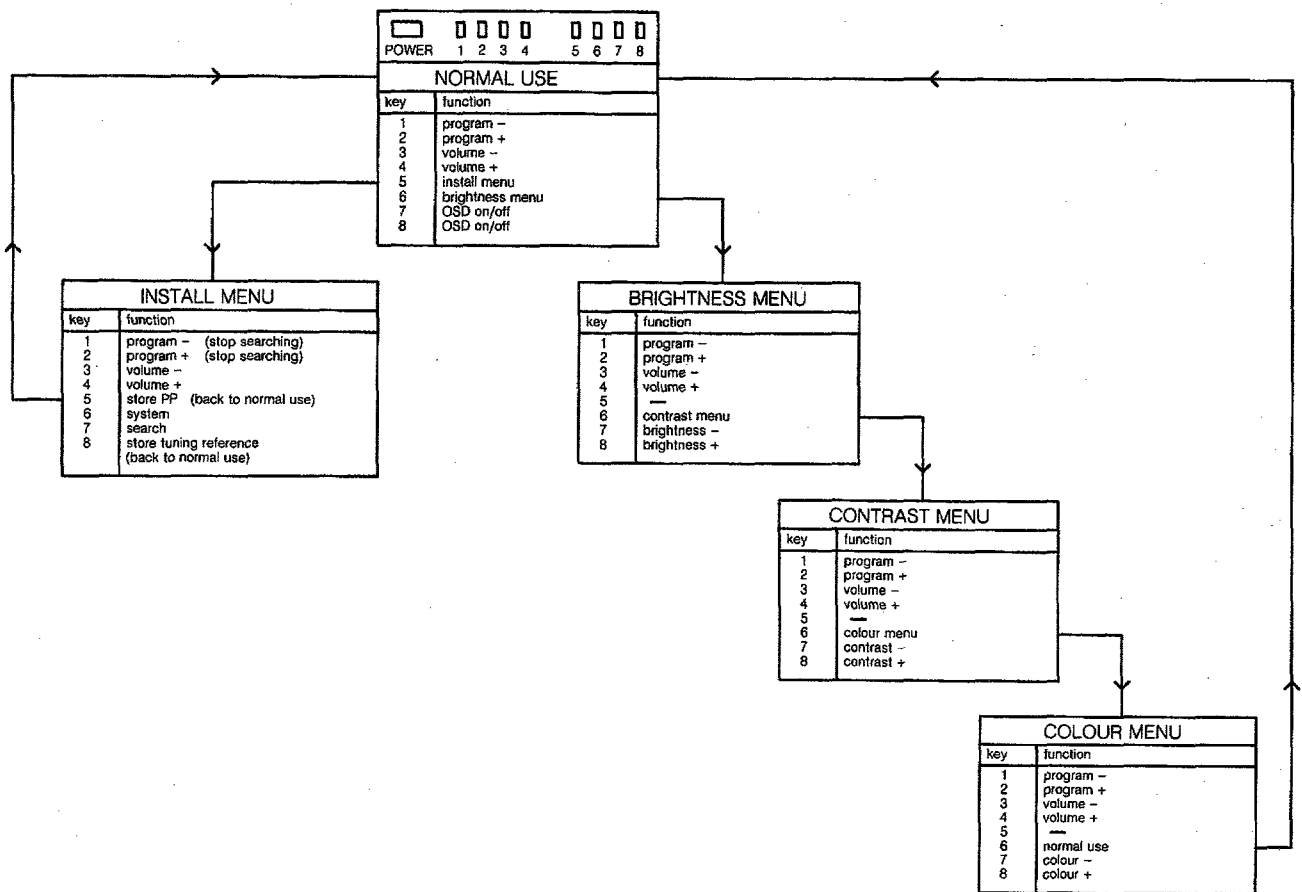 POWER 1 2 3 4 5 6 7 8
NORMAL USE
key function
1 program –
2 program +
3 volume –
4 volume +
5 install menu
6 brightness menu
7 OSD on/off
8 OSD on/off
INSTALL MENU
key function
1 program – (stop searching)
2 program + (stop searching)
3 volume –
4 volume +
5 store PP (back to normal use)
6 system
7 search
8 store tuning reference
(back to normal use)
BRIGHTNESS MENU
key function
1 program –
2 program +
3 volume –
4 volume +
5 —
6 contrast menu
7 brightness –
8 brightness +
CONTRAST MENU
key function
1 program –
2 program +
3 volume –
4 volume +
5 —
6 colour menu
7 contrast –
8 contrast +
COLOUR MENU
key function
1 program –
2 program +
3 volume –
4 volume +
5 —
6 normal use
7 colour –
8 colour +